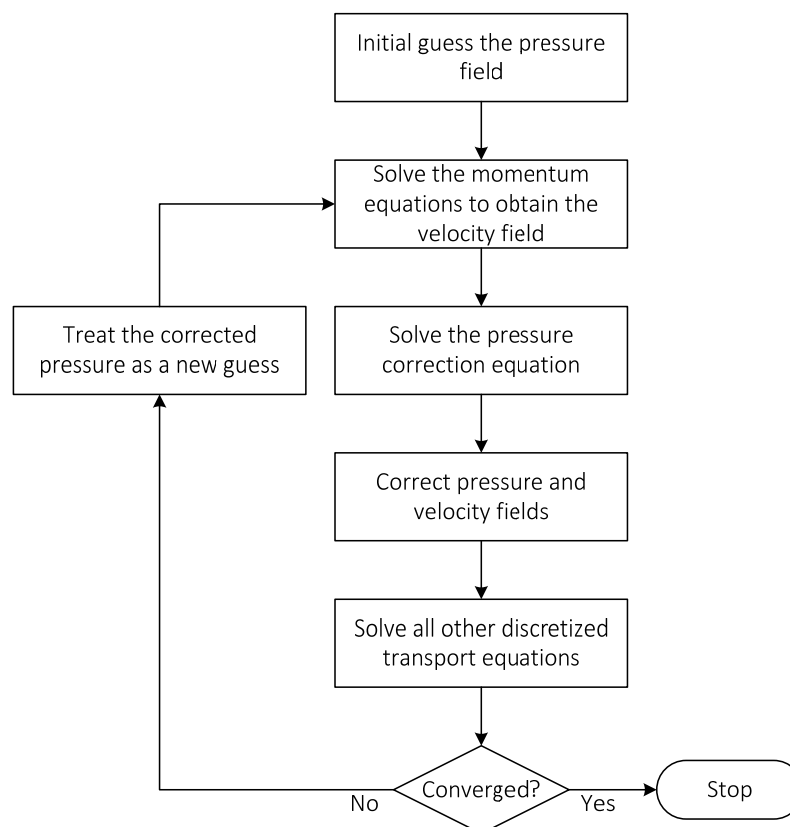 Initial guess the pressure
field
Solve the momentum
equations to obtain the
velocity field
Treat the corrected
pressure as a new guess
Solve the pressure
correction equation
Correct pressure and
velocity fields
Solve all other discretized
transport equations
Converged?
No
Yes
Stop